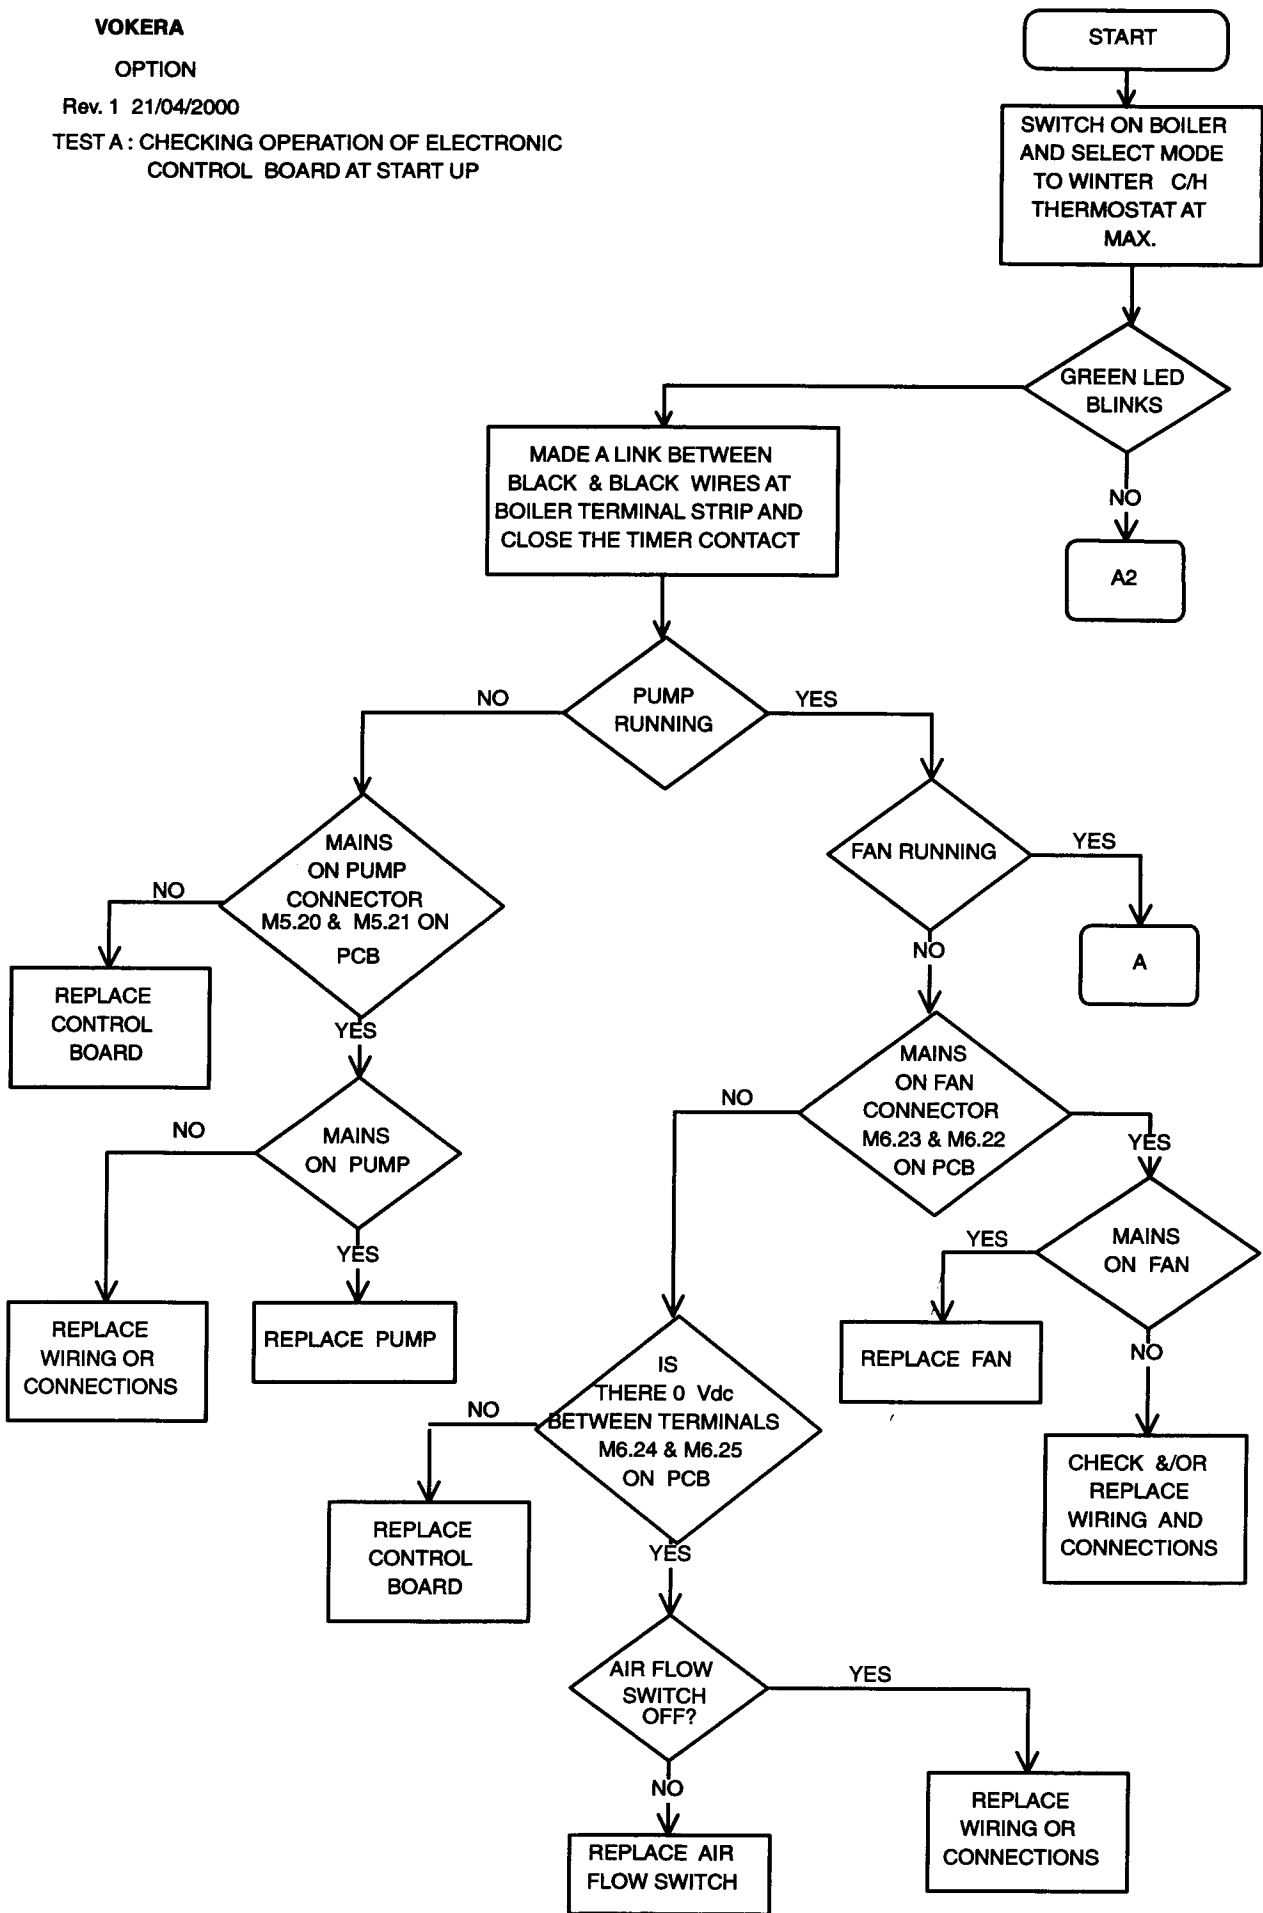 VOKERA
OPTION
Rev. 1 21/04/2000
TEST A : CHECKING OPERATION OF ELECTRONIC
CONTROL BOARD AT START UP
START
SWITCH ON BOILER
AND SELECT MODE
TO WINTER C/H
THERMOSTAT AT
MAX.
GREEN LED
BLINKS
NO
A2
MADE A LINK BETWEEN
BLACK & BLACK WIRES AT
BOILER TERMINAL STRIP AND
CLOSE THE TIMER CONTACT
PUMP
RUNNING
NO
YES
MAINS
ON PUMP
CONNECTOR
M5.20 & M5.21 ON
PCB
NO
REPLACE
CONTROL
BOARD
YES
MAINS
ON PUMP
NO
REPLACE
WIRING OR
CONNECTIONS
YES
REPLACE PUMP
FAN RUNNING
YES
A
NO
MAINS
ON FAN
CONNECTOR
M6.23 & M6.22
ON PCB
NO
YES
MAINS
ON FAN
YES
REPLACE FAN
NO
CHECK &/OR
REPLACE
WIRING AND
CONNECTIONS
IS
THERE 0 Vdc
BETWEEN TERMINALS
M6.24 & M6.25
ON PCB
NO
REPLACE
CONTROL
BOARD
YES
AIR FLOW
SWITCH
OFF?
YES
REPLACE
WIRING OR
CONNECTIONS
NO
REPLACE AIR
FLOW SWITCH